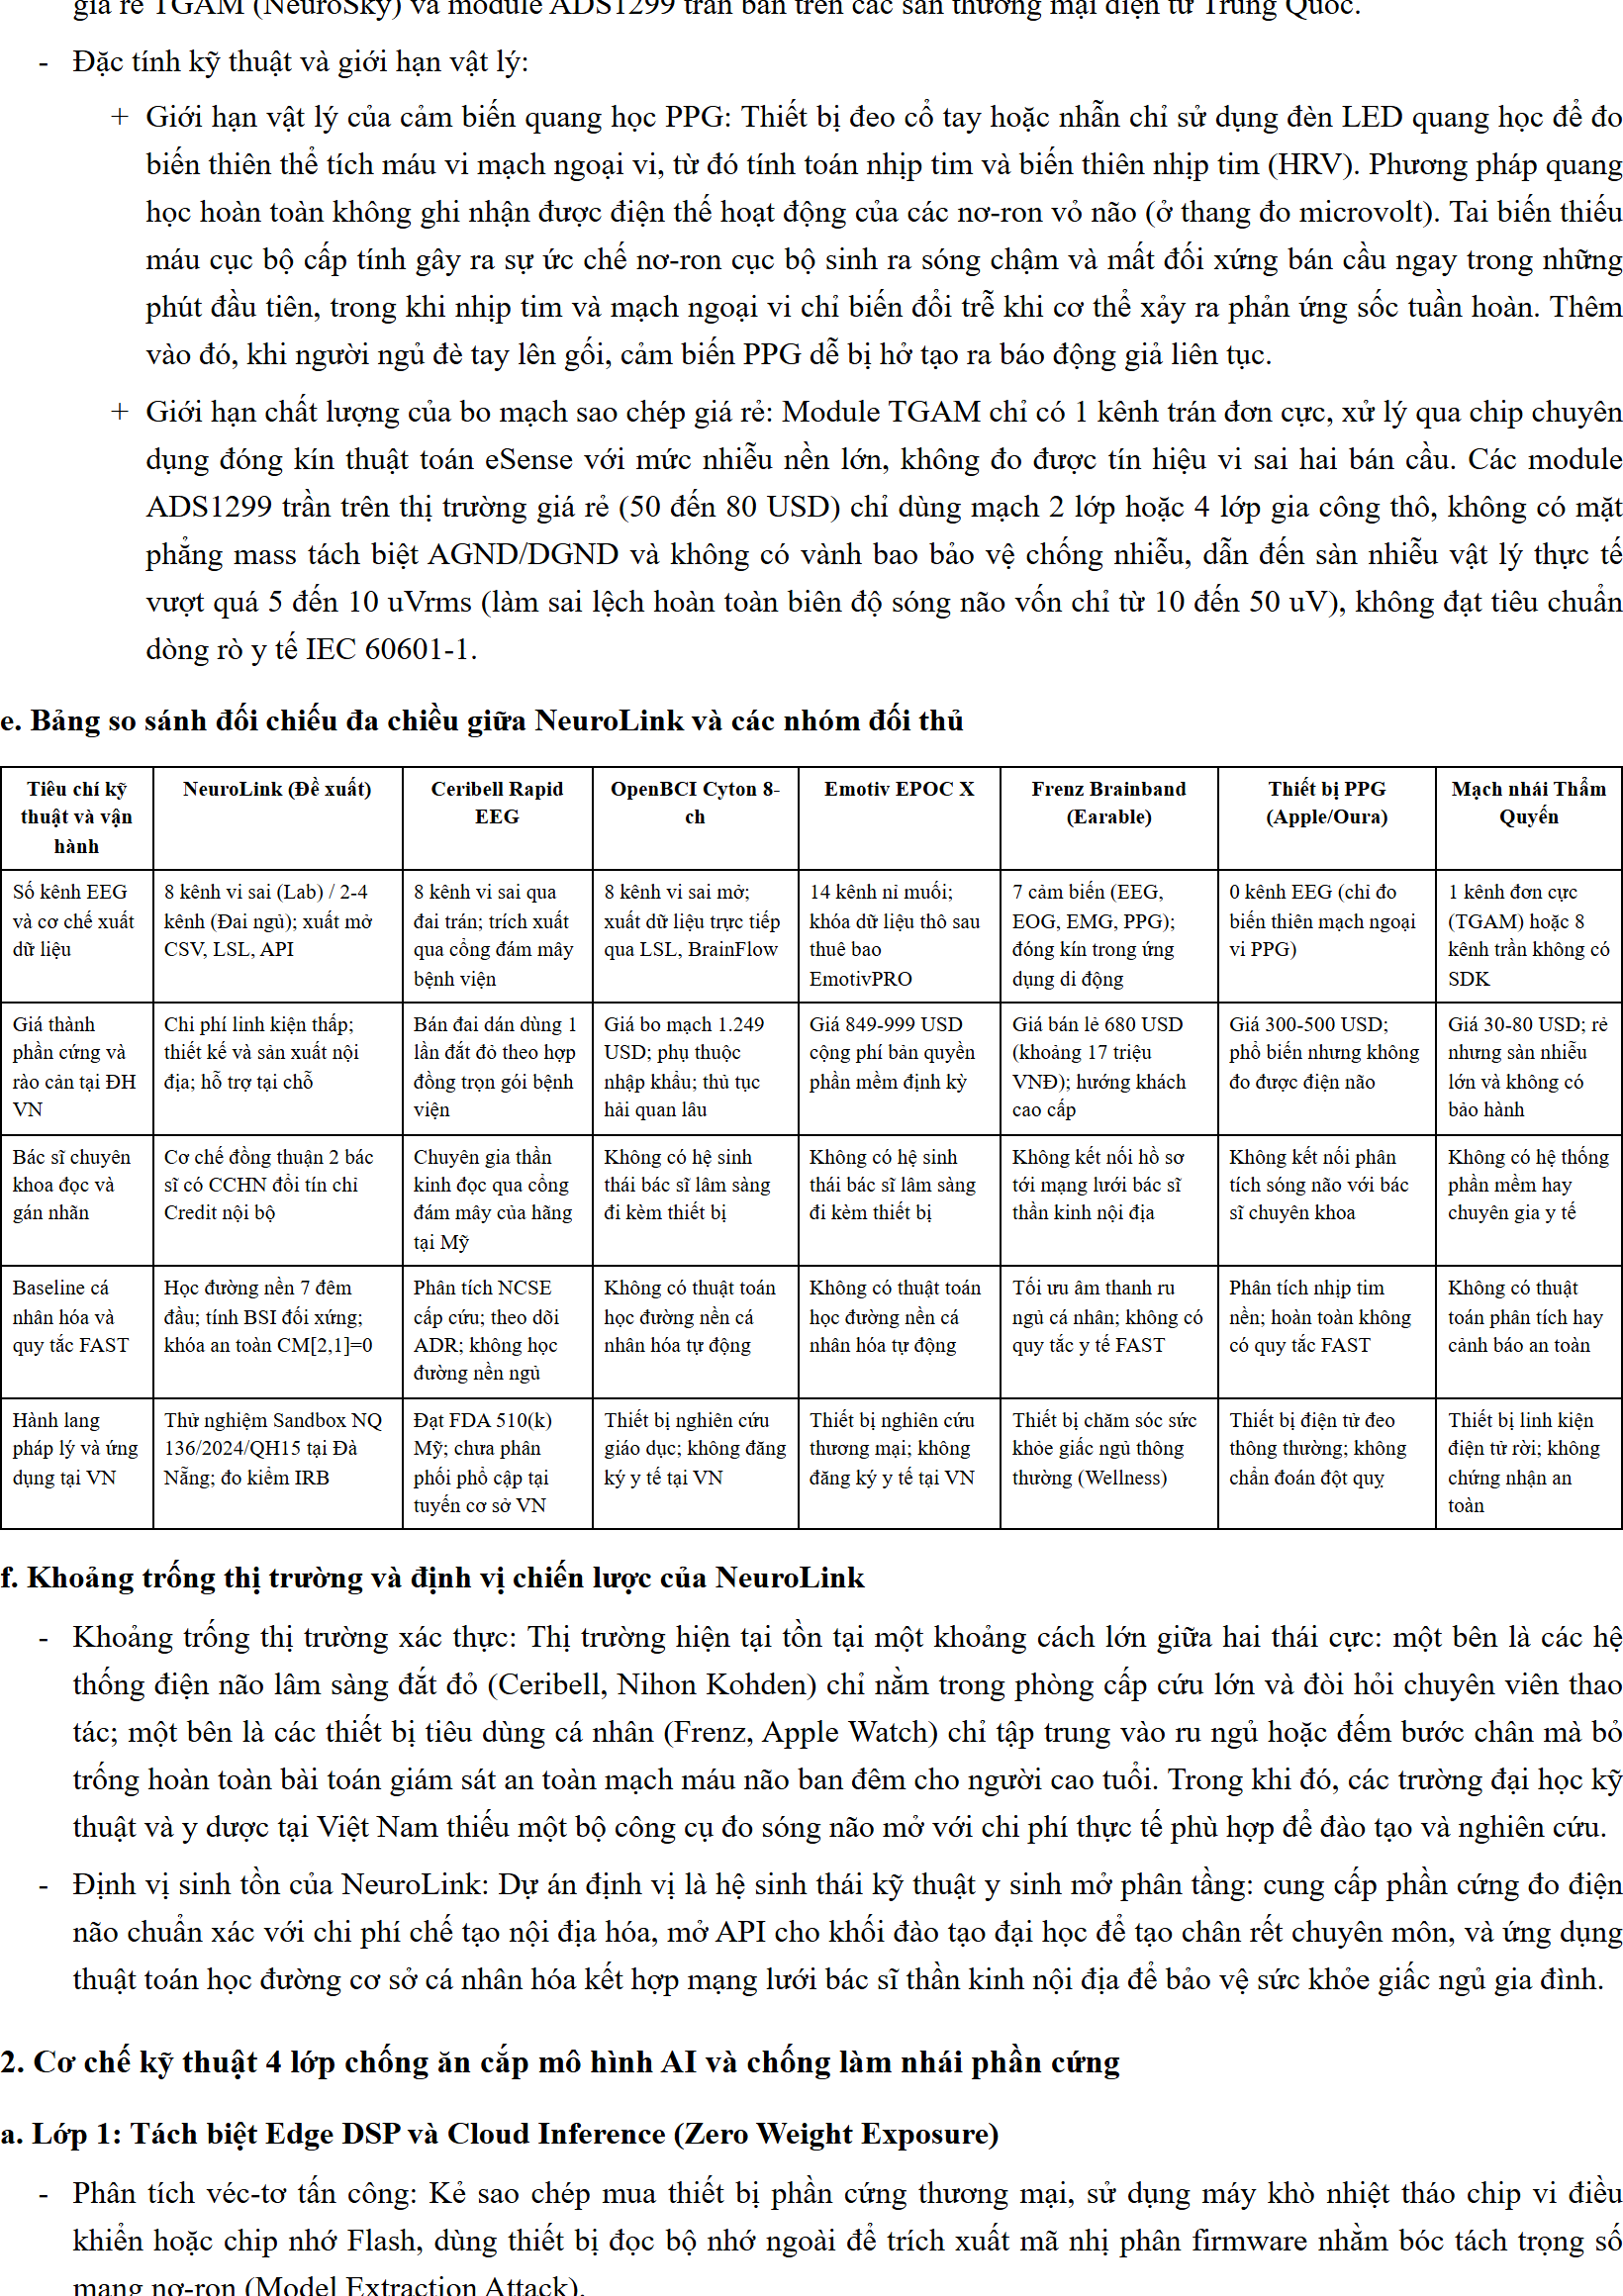 giá rẻ TGAM (NeuroSky) và module ADS1299 trần bán trên các sàn thương mại điện tử Trung Quốc.
- Đặc tính kỹ thuật và giới hạn vật lý:
+ Giới hạn vật lý của cảm biến quang học PPG: Thiết bị đeo cổ tay hoặc nhẫn chỉ sử dụng đèn LED quang học để đo
biến thiên thể tích máu vi mạch ngoại vi, từ đó tính toán nhịp tim và biến thiên nhịp tim (HRV). Phương pháp quang
học hoàn toàn không ghi nhận được điện thế hoạt động của các nơ-ron vỏ não (ở thang đo microvolt). Tai biến thiếu
máu cục bộ cấp tính gây ra sự ức chế nơ-ron cục bộ sinh ra sóng chậm và mất đối xứng bán cầu ngay trong những
phút đầu tiên, trong khi nhịp tim và mạch ngoại vi chỉ biến đổi trễ khi cơ thể xảy ra phản ứng sốc tuần hoàn. Thêm
vào đó, khi người ngủ đè tay lên gối, cảm biến PPG dễ bị hở tạo ra báo động giả liên tục.
+ Giới hạn chất lượng của bo mạch sao chép giá rẻ: Module TGAM chỉ có 1 kênh trán đơn cực, xử lý qua chip chuyên
dụng đóng kín thuật toán eSense với mức nhiễu nền lớn, không đo được tín hiệu vi sai hai bán cầu. Các module
ADS1299 trần trên thị trường giá rẻ (50 đến 80 USD) chỉ dùng mạch 2 lớp hoặc 4 lớp gia công thô, không có mặt
phẳng mass tách biệt AGND/DGND và không có vành bao bảo vệ chống nhiễu, dẫn đến sàn nhiễu vật lý thực tế
vượt quá 5 đến 10 uVrms (làm sai lệch hoàn toàn biên độ sóng não vốn chỉ từ 10 đến 50 uV), không đạt tiêu chuẩn
dòng rò y tế IEC 60601-1.
e. Bảng so sánh đối chiếu đa chiều giữa NeuroLink và các nhóm đối thủ
Tiêu chí kỹ
thuật và vận
hành
NeuroLink (Đề xuất)
Ceribell Rapid
EEG
OpenBCI Cyton 8-
ch
Emotiv EPOC X
Frenz Brainband
(Earable)
Thiết bị PPG
(Apple/Oura)
Mạch nhái Thẩm
Quyến
Số kênh EEG
và cơ chế xuất
dữ liệu
8 kênh vi sai (Lab) / 2-4
kênh (Đai ngủ); xuất mở
CSV, LSL, API
8 kênh vi sai qua
đai trán; trích xuất
qua cổng đám mây
bệnh viện
8 kênh vi sai mở;
xuất dữ liệu trực tiếp
qua LSL, BrainFlow
14 kênh nỉ muối;
khóa dữ liệu thô sau
thuê bao
EmotivPRO
7 cảm biến (EEG,
EOG, EMG, PPG);
đóng kín trong ứng
dụng di động
0 kênh EEG (chỉ đo
biến thiên mạch ngoại
vi PPG)
1 kênh đơn cực
(TGAM) hoặc 8
kênh trần không có
SDK
Giá thành
phần cứng và
rào cản tại ĐH
VN
Chi phí linh kiện thấp;
thiết kế và sản xuất nội
địa; hỗ trợ tại chỗ
Bán đai dán dùng 1
lần đắt đỏ theo hợp
đồng trọn gói bệnh
viện
Giá bo mạch 1.249
USD; phụ thuộc
nhập khẩu; thủ tục
hải quan lâu
Giá 849-999 USD
cộng phí bản quyền
phần mềm định kỳ
Giá bán lẻ 680 USD
(khoảng 17 triệu
VNĐ); hướng khách
cao cấp
Giá 300-500 USD;
phổ biến nhưng không
đo được điện não
Giá 30-80 USD; rẻ
nhưng sàn nhiễu
lớn và không có
bảo hành
Bác sĩ chuyên
khoa đọc và
gán nhãn
Cơ chế đồng thuận 2 bác
sĩ có CCHN đổi tín chỉ
Credit nội bộ
Chuyên gia thần
kinh đọc qua cổng
đám mây của hãng
tại Mỹ
Không có hệ sinh
thái bác sĩ lâm sàng
đi kèm thiết bị
Không có hệ sinh
thái bác sĩ lâm sàng
đi kèm thiết bị
Không kết nối hồ sơ
tới mạng lưới bác sĩ
thần kinh nội địa
Không kết nối phân
tích sóng não với bác
sĩ chuyên khoa
Không có hệ thống
phần mềm hay
chuyên gia y tế
Baseline cá
nhân hóa và
quy tắc FAST
Học đường nền 7 đêm
đầu; tính BSI đối xứng;
khóa an toàn CM[2,1]=0
Phân tích NCSE
cấp cứu; theo dõi
ADR; không học
đường nền ngủ
Không có thuật toán
học đường nền cá
nhân hóa tự động
Không có thuật toán
học đường nền cá
nhân hóa tự động
Tối ưu âm thanh ru
ngủ cá nhân; không có
quy tắc y tế FAST
Phân tích nhịp tim
nền; hoàn toàn không
có quy tắc FAST
Không có thuật
toán phân tích hay
cảnh báo an toàn
Hành lang
pháp lý và ứng
dụng tại VN
Thử nghiệm Sandbox NQ
136/2024/QH15 tại Đà
Nẵng; đo kiểm IRB
Đạt FDA 510(k)
Mỹ; chưa phân
phối phổ cập tại
tuyến cơ sở VN
Thiết bị nghiên cứu
giáo dục; không đăng
ký y tế tại VN
Thiết bị nghiên cứu
thương mại; không
đăng ký y tế tại VN
Thiết bị chăm sóc sức
khỏe giấc ngủ thông
thường (Wellness)
Thiết bị điện tử đeo
thông thường; không
chẩn đoán đột quỵ
Thiết bị linh kiện
điện tử rời; không
chứng nhận an
toàn
f. Khoảng trống thị trường và định vị chiến lược của NeuroLink
- Khoảng trống thị trường xác thực: Thị trường hiện tại tồn tại một khoảng cách lớn giữa hai thái cực: một bên là các hệ
thống điện não lâm sàng đắt đỏ (Ceribell, Nihon Kohden) chỉ nằm trong phòng cấp cứu lớn và đòi hỏi chuyên viên thao
tác; một bên là các thiết bị tiêu dùng cá nhân (Frenz, Apple Watch) chỉ tập trung vào ru ngủ hoặc đếm bước chân mà bỏ
trống hoàn toàn bài toán giám sát an toàn mạch máu não ban đêm cho người cao tuổi. Trong khi đó, các trường đại học kỹ
thuật và y dược tại Việt Nam thiếu một bộ công cụ đo sóng não mở với chi phí thực tế phù hợp để đào tạo và nghiên cứu.
- Định vị sinh tồn của NeuroLink: Dự án định vị là hệ sinh thái kỹ thuật y sinh mở phân tầng: cung cấp phần cứng đo điện
não chuẩn xác với chi phí chế tạo nội địa hóa, mở API cho khối đào tạo đại học để tạo chân rết chuyên môn, và ứng dụng
thuật toán học đường cơ sở cá nhân hóa kết hợp mạng lưới bác sĩ thần kinh nội địa để bảo vệ sức khỏe giấc ngủ gia đình.
2. Cơ chế kỹ thuật 4 lớp chống ăn cắp mô hình AI và chống làm nhái phần cứng
a. Lớp 1: Tách biệt Edge DSP và Cloud Inference (Zero Weight Exposure)
- Phân tích véc-tơ tấn công: Kẻ sao chép mua thiết bị phần cứng thương mại, sử dụng máy khò nhiệt tháo chip vi điều
khiển hoặc chip nhớ Flash, dùng thiết bị đọc bộ nhớ ngoài để trích xuất mã nhị phân firmware nhằm bóc tách trọng số
mạng nơ-ron (Model Extraction Attack).